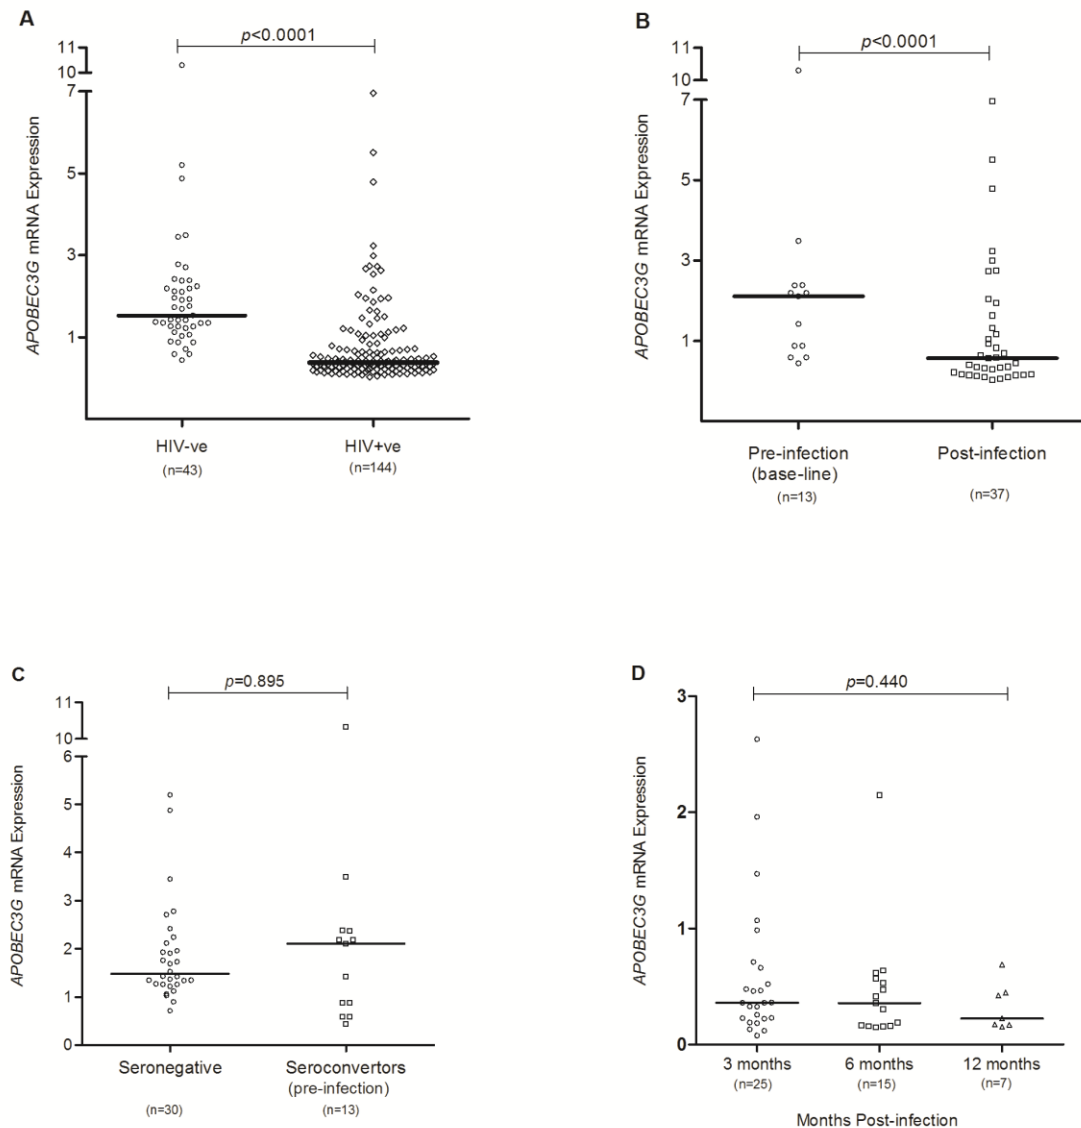 A
p<0.0001
11
10
7
5
3
1
APOBEC3G mRNA Expression
HIV-ve
HIV+ve
(n=43)
(n=144)
B
p<0.0001
11
10
7
5
3
1
APOBEC3G mRNA Expression
Pre-infection
(base-line)
(n=13)
Post-infection
(n=37)
C
p=0.895
11
10
6
5
4
3
2
1
0
APOBEC3G mRNA Expression
Seronegative
(n=30)
Seroconvertors
(pre-infection)
(n=13)
D
p=0.440
3
2
1
0
APOBEC3G mRNA Expression
3 months
6 months
12 months
(n=25)
(n=15)
(n=7)
Months Post-infection